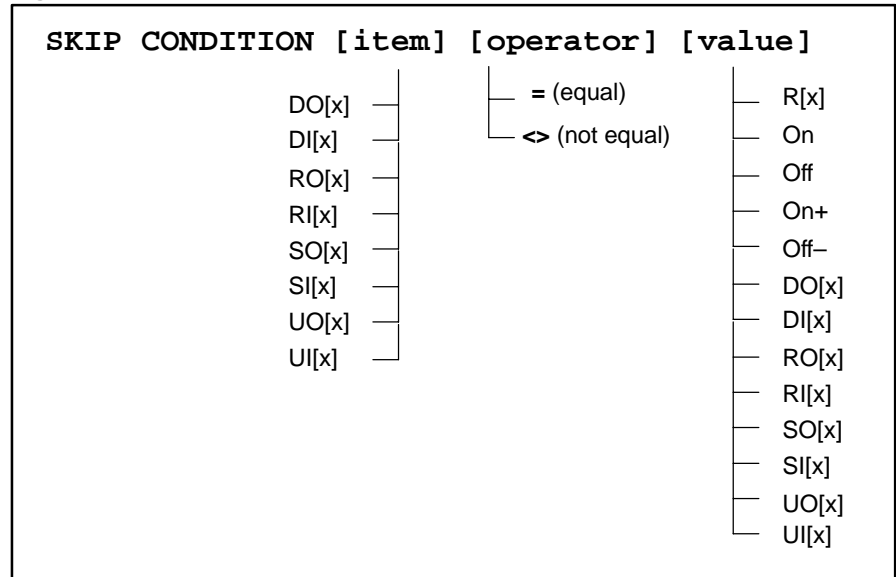 SKIP CONDITION [item] [operator] [value]
DO[x]
DI[x]
RO[x]
RI[x]
SO[x]
SI[x]
UO[x]
UI[x]
= (equal)
<> (not equal)
R[x]
On
Off
On+
Off–
DO[x]
DI[x]
RO[x]
RI[x]
SO[x]
SI[x]
UO[x]
UI[x]